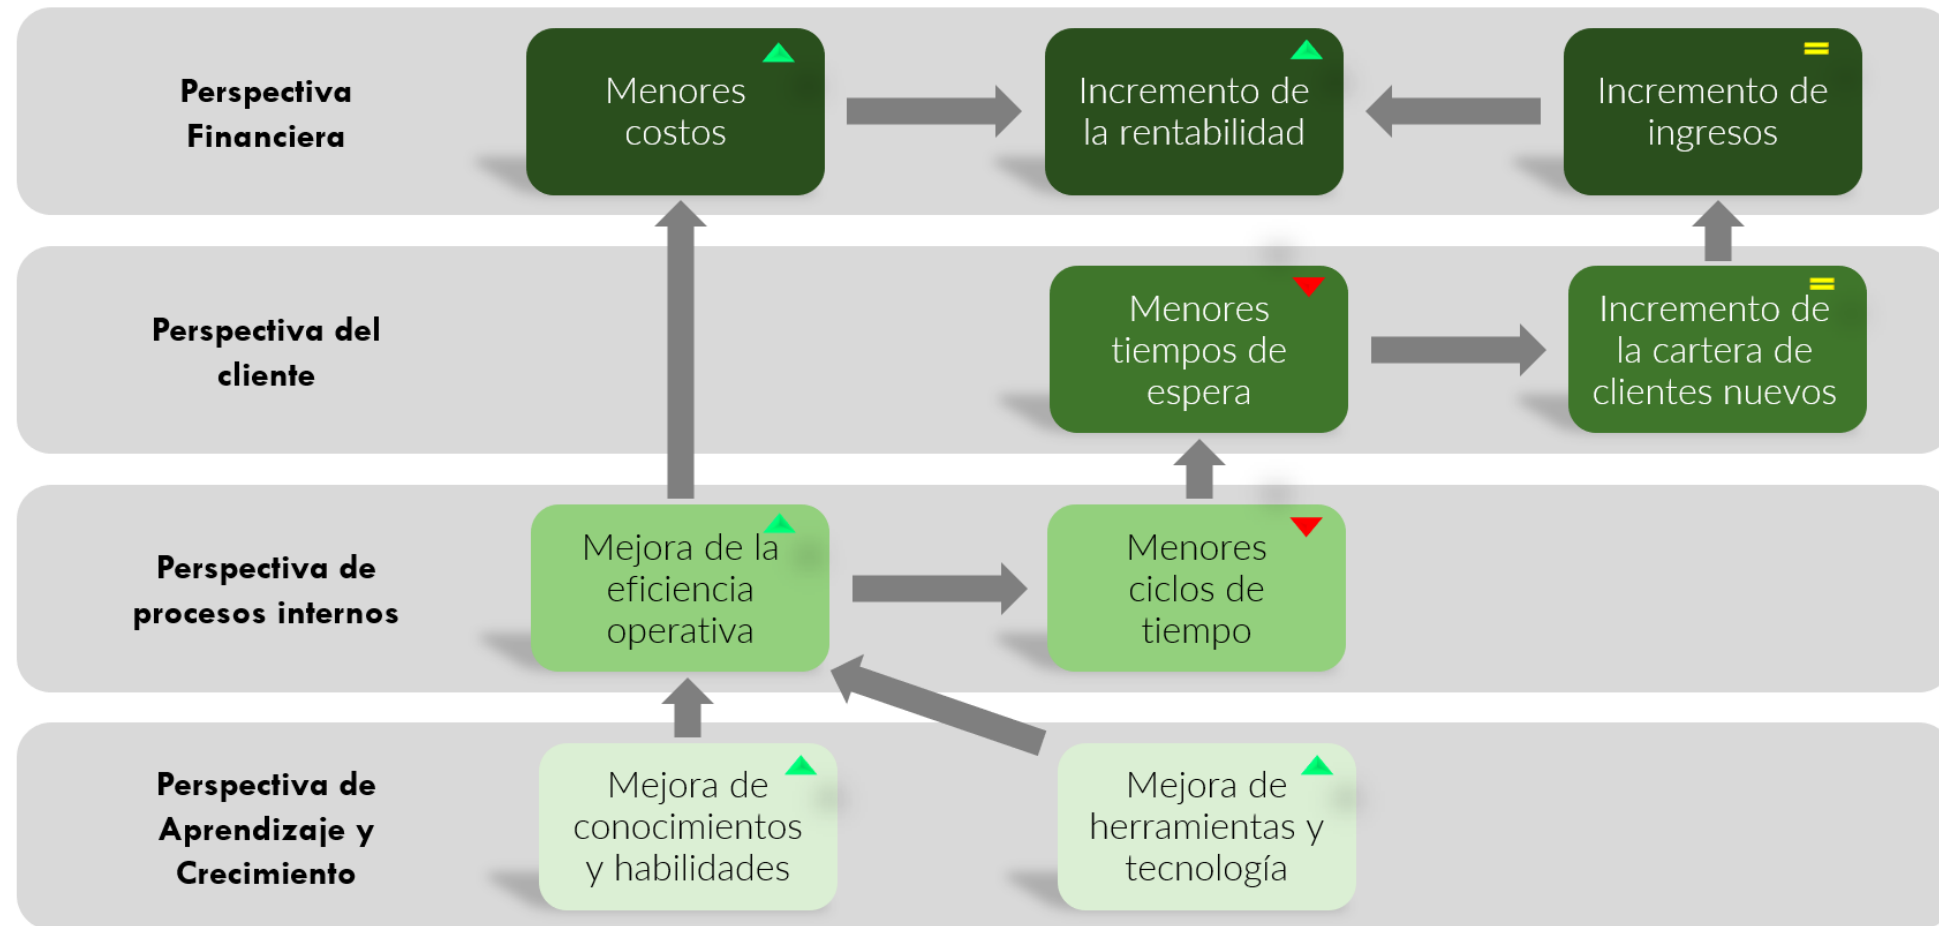 Perspectiva
Financiera
Menores
costos
Incremento de
la rentabilidad
Incremento de
ingresos
Perspectiva del
cliente
Menores
tiempos de
espera
Incremento de
la cartera de
clientes nuevos
Perspectiva de
procesos internos
Mejora de la
eficiencia
operativa
Menores
ciclos de
tiempo
Perspectiva de
Aprendizaje y
Crecimiento
Mejora de
conocimientos
y habilidades
Mejora de
herramientas y
tecnología